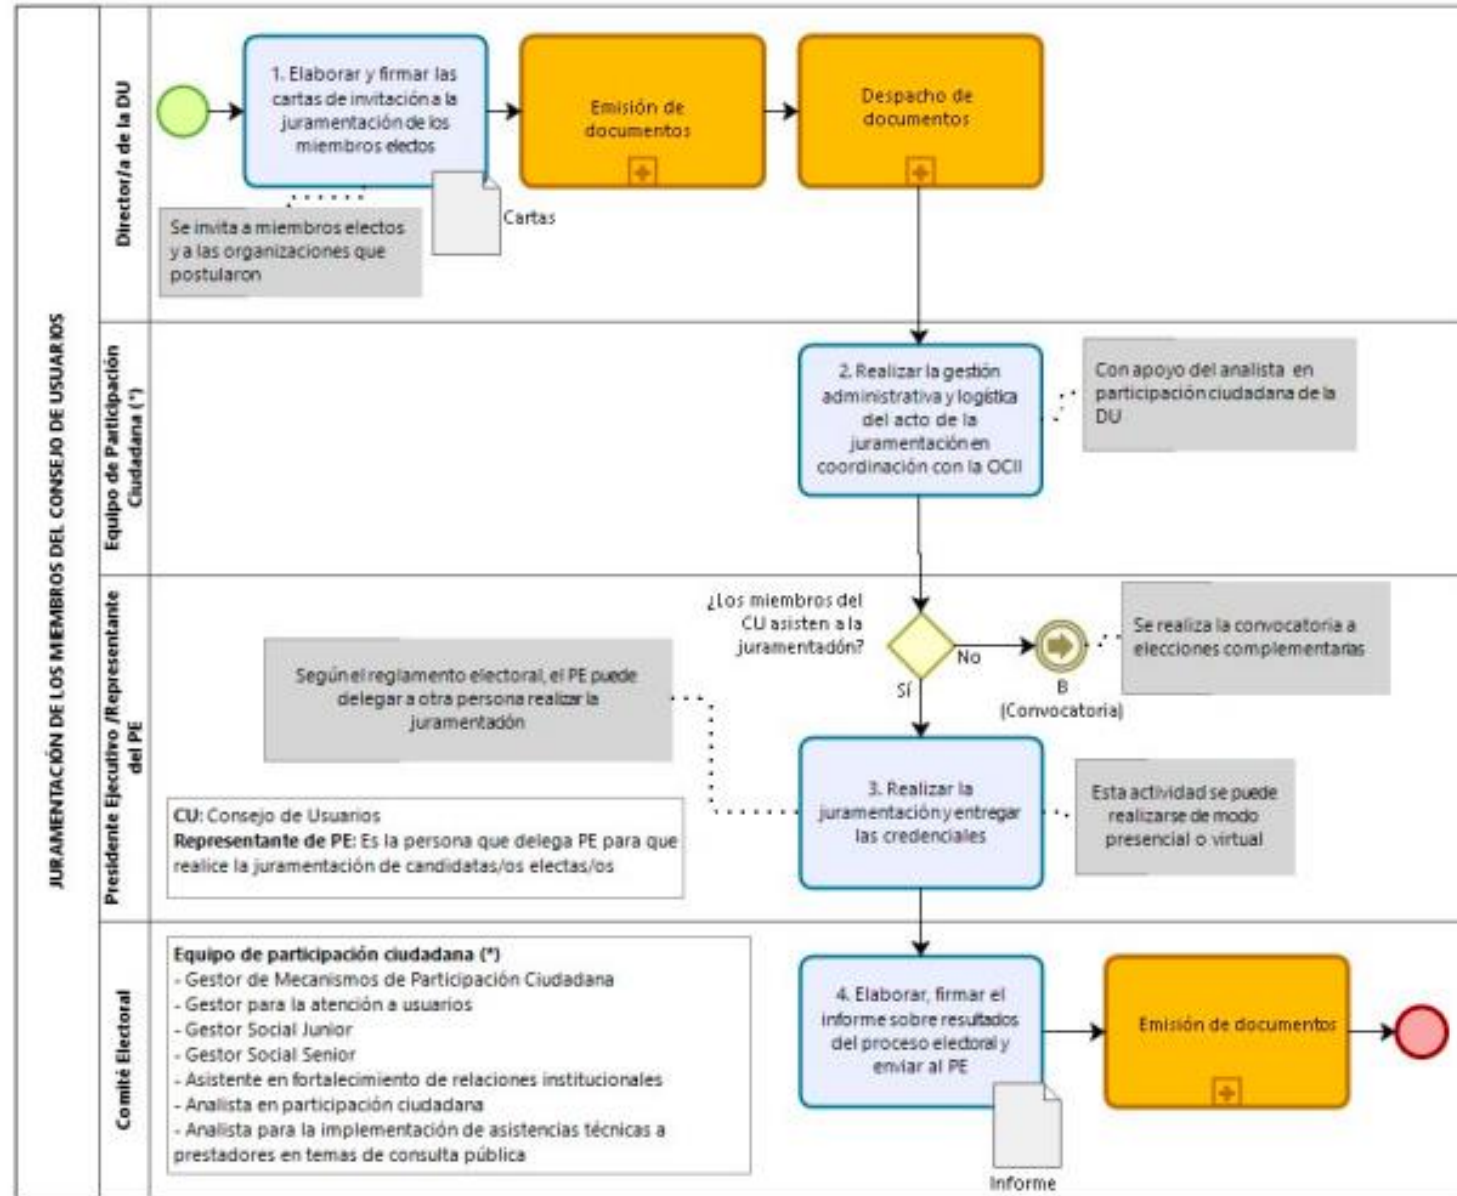 JURAMENTACIÓN DE LOS MIEMBROS DEL CONSEJO DE USUARIOS
Director/a de la DU
1. Elaborar y firmar las
cartas de invitación a la
juramentación de los
miembros electos
Emisión de
documentos
Despacho de
documentos
Cartas
Se invita a miembros electos
y a las organizaciones que
postularon
Equipo de Participación
Ciudadana (*)
2. Realizar la gestión
administrativa y logística
del acto de la
juramentación en
coordinación con la OCII
Con apoyo del analista en
participación ciudadana de la
DU
Presidente Ejecutivo /Representante
del PE
¿Los miembros del
CU asisten a la
juramentación?
No
Sí
B
(Convocatoria)
Se realiza la convocatoria a
elecciones complementarias
Según el reglamento electoral, el PE puede
delegar a otra persona realizar la
juramentación
3. Realizar la
juramentación y entregar
las credenciales
Esta actividad se puede
realizarse de modo
presencial o virtual
CU: Consejo de Usuarios
Representante de PE: Es la persona que delega PE para que
realice la juramentación de candidatas/os electas/os
Comité Electoral
Equipo de participación ciudadana (*)
- Gestor de Mecanismos de Participación Ciudadana
- Gestor para la atención a usuarios
- Gestor Social Junior
- Gestor Social Senior
- Asistente en fortalecimiento de relaciones institucionales
- Analista en participación ciudadana
- Analista para la implementación de asistencias técnicas a
prestadores en temas de consulta pública
4. Elaborar, firmar el
informe sobre resultados
del proceso electoral y
enviar al PE
Informe
Emisión de documentos